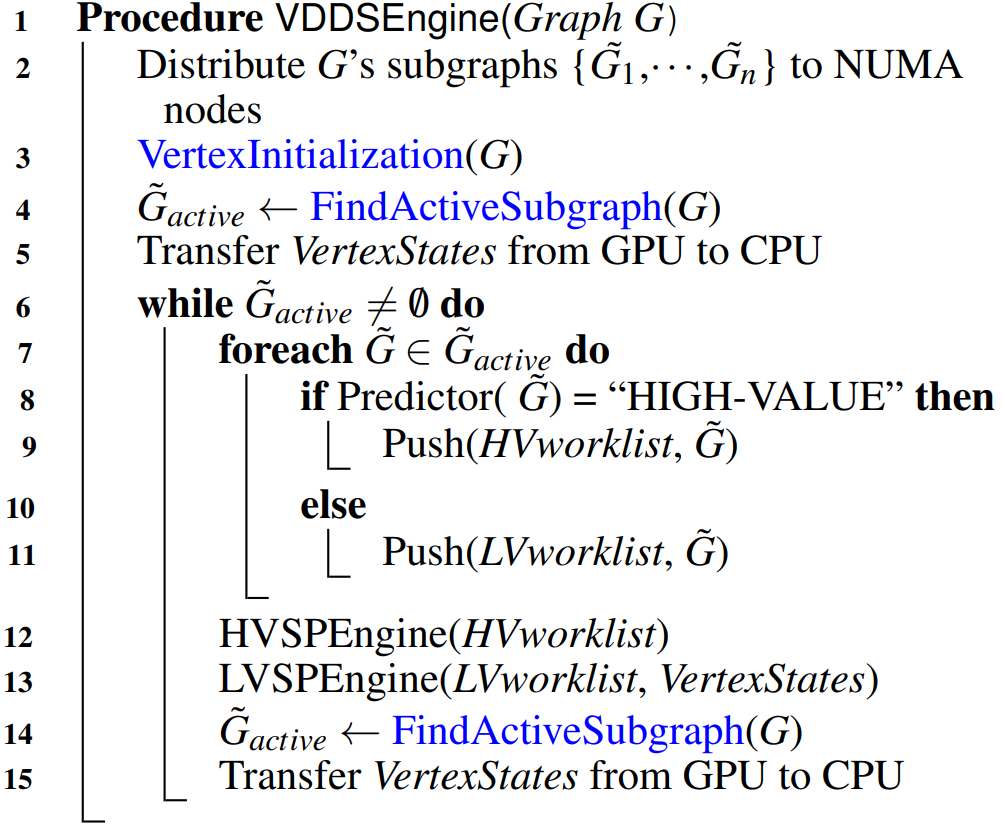 1 Procedure VDDSEngine(Graph G)
2 Distribute G's subgraphs {G̃1,⋯,G̃n} to NUMA
nodes
3 VertexInitialization(G)
4 G̃active ← FindActiveSubgraph(G)
5 Transfer VertexStates from GPU to CPU
6 while G̃active ≠ ∅ do
7 foreach G̃ ∈ G̃active do
8 if Predictor( G̃) = “HIGH-VALUE” then
9 Push(HVworklist, G̃)
10 else
11 Push(LVworklist, G̃)
12 HVSPEngine(HVworklist)
13 LVSPEngine(LVworklist, VertexStates)
14 G̃active ← FindActiveSubgraph(G)
15 Transfer VertexStates from GPU to CPU